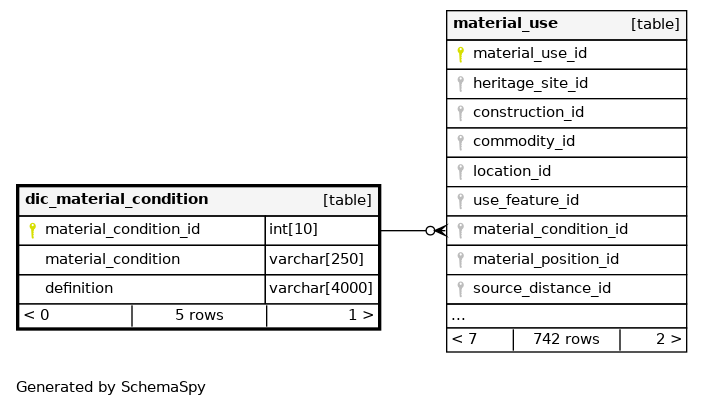 material_use [table]
material_use_id
heritage_site_id
construction_id
commodity_id
location_id
use_feature_id
material_condition_id
material_position_id
source_distance_id
...
< 7 742 rows 2 >
dic_material_condition [table]
material_condition_id int[10]
material_condition varchar[250]
definition varchar[4000]
< 0 5 rows 1 >
Generated by SchemaSpy